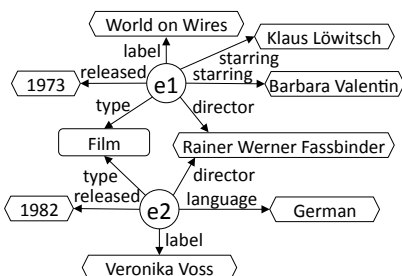 World on Wires
label
Klaus Löwitsch
starring
1973
released
e1
starring
Barbara Valentin
type
director
Film
Rainer Werner Fassbinder
type
director
1982
released
e2
language
German
label
Veronika Voss